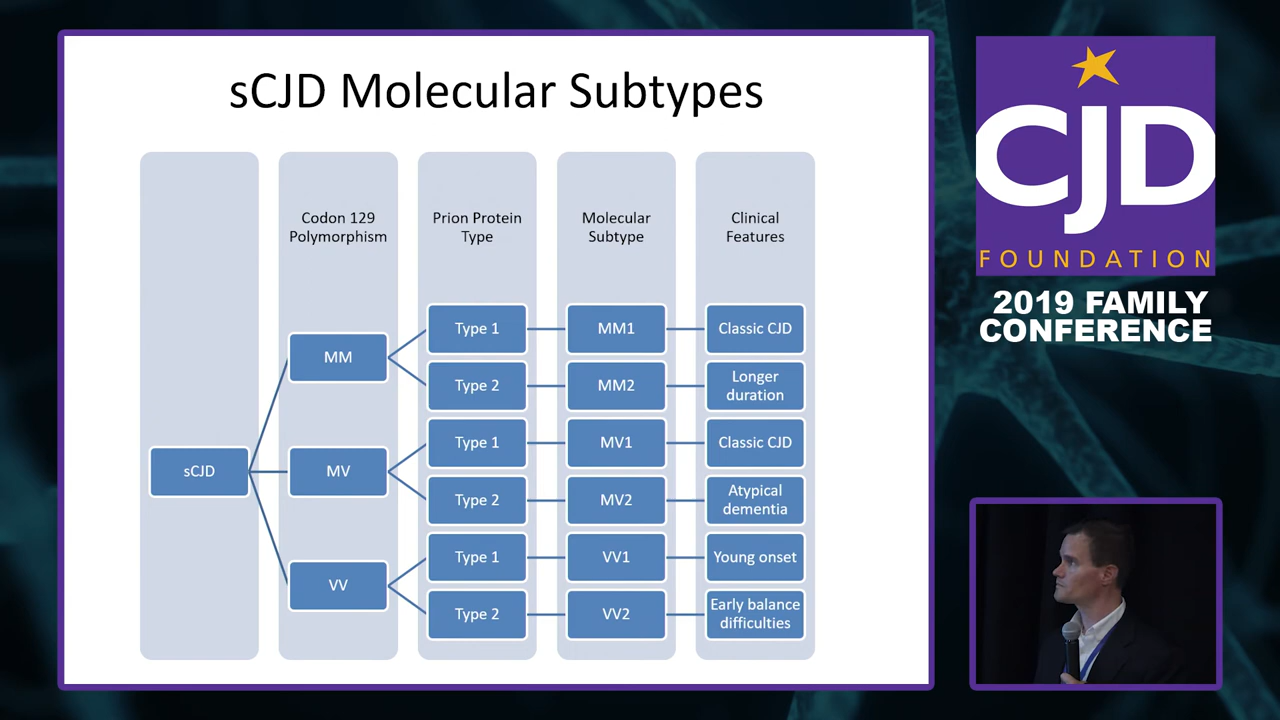 sCJD Molecular Subtypes
Codon 129
Polymorphism
Prion Protein
Type
Molecular
Subtype
Clinical
Features
sCJD
MM
Type 1
MM1
Classic CJD
Type 2
MM2
Longer
duration
MV
Type 1
MV1
Classic CJD
Type 2
MV2
Atypical
dementia
VV
Type 1
VV1
Young onset
Type 2
VV2
Early balance
difficulties
CJD
FOUNDATION
2019 FAMILY
CONFERENCE